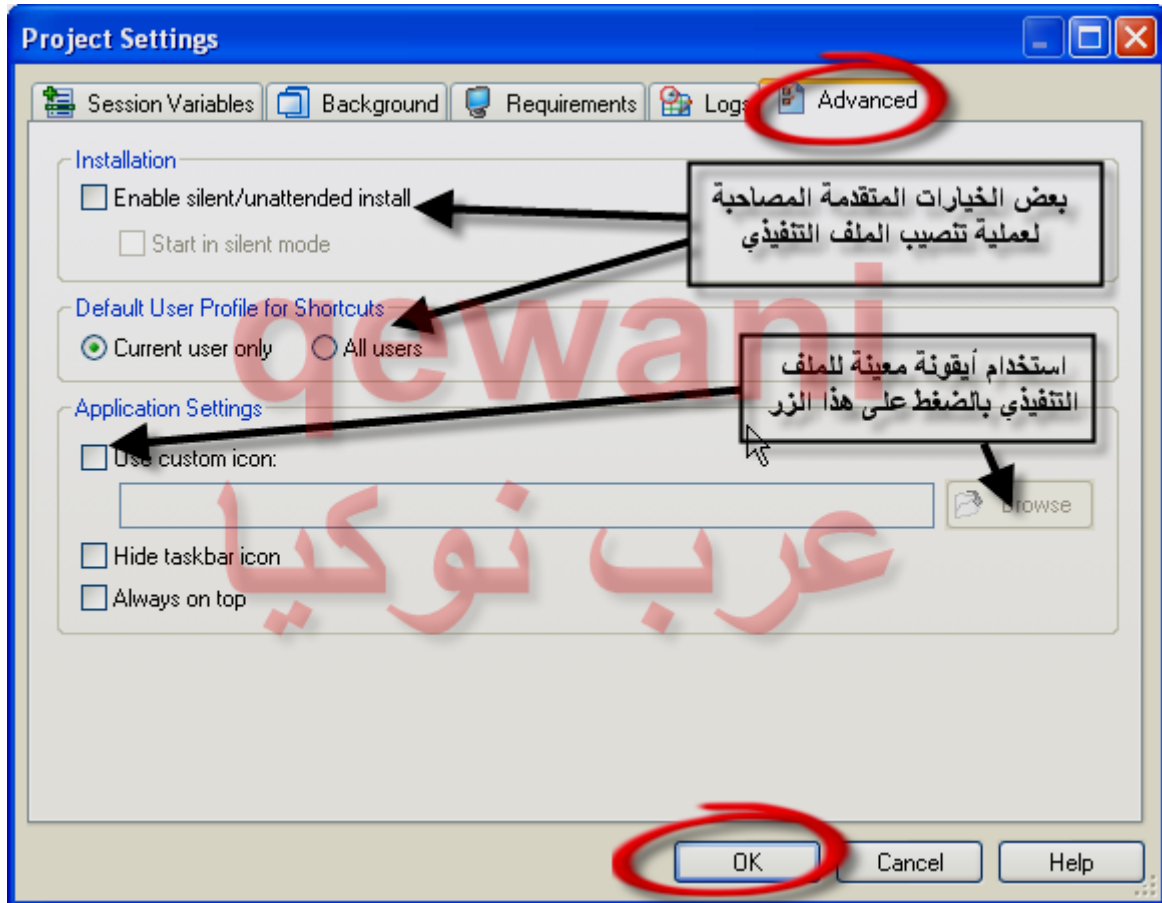 Project Settings
Session Variables Background Requirements Logs Advanced
Installation
Enable silent/unattended install
Start in silent mode
بعض الخيارات المتقدمة المصاحبة
لعملية تنصيب الملف التنفيذي
Default User Profile for Shortcuts
Current user only All users
qewani
استخدام أيقونة معينة للملف
التنفيذي بالضغط على هذا الزر
Application Settings
Use custom icon:
Browse
عرب نوكيا
Hide taskbar icon
Always on top
OK Cancel Help